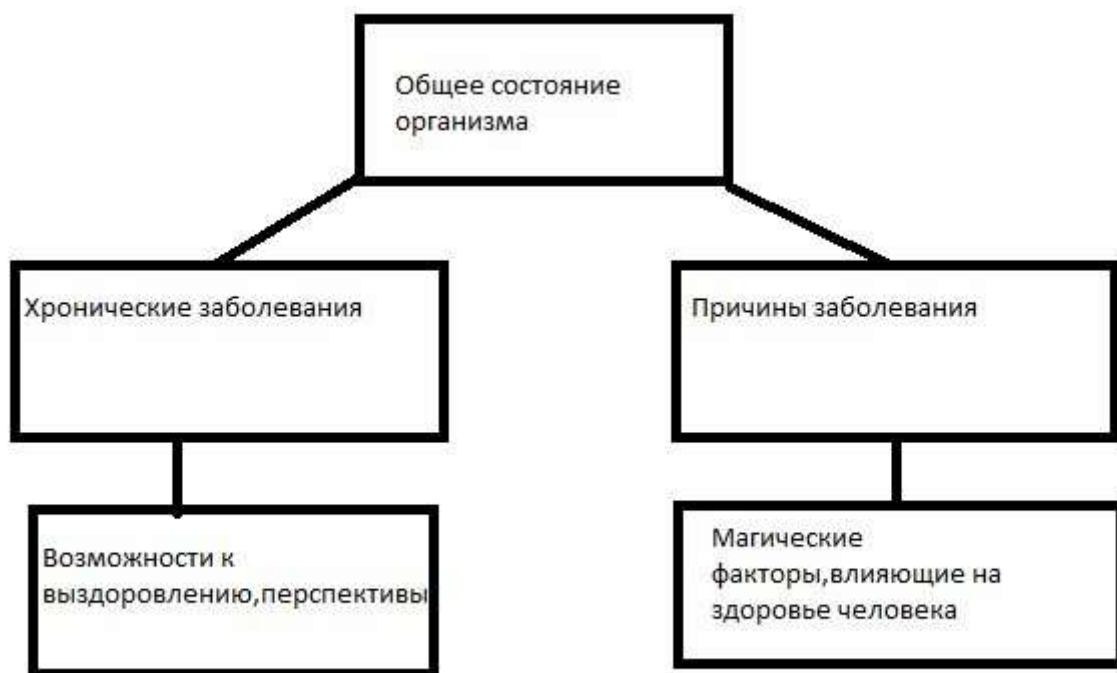 Общее состояние
организма
Хронические заболевания
Причины заболевания
Возможности к
выздоровлению,перспективы
Магические
факторы,влияющие на
здоровье человека